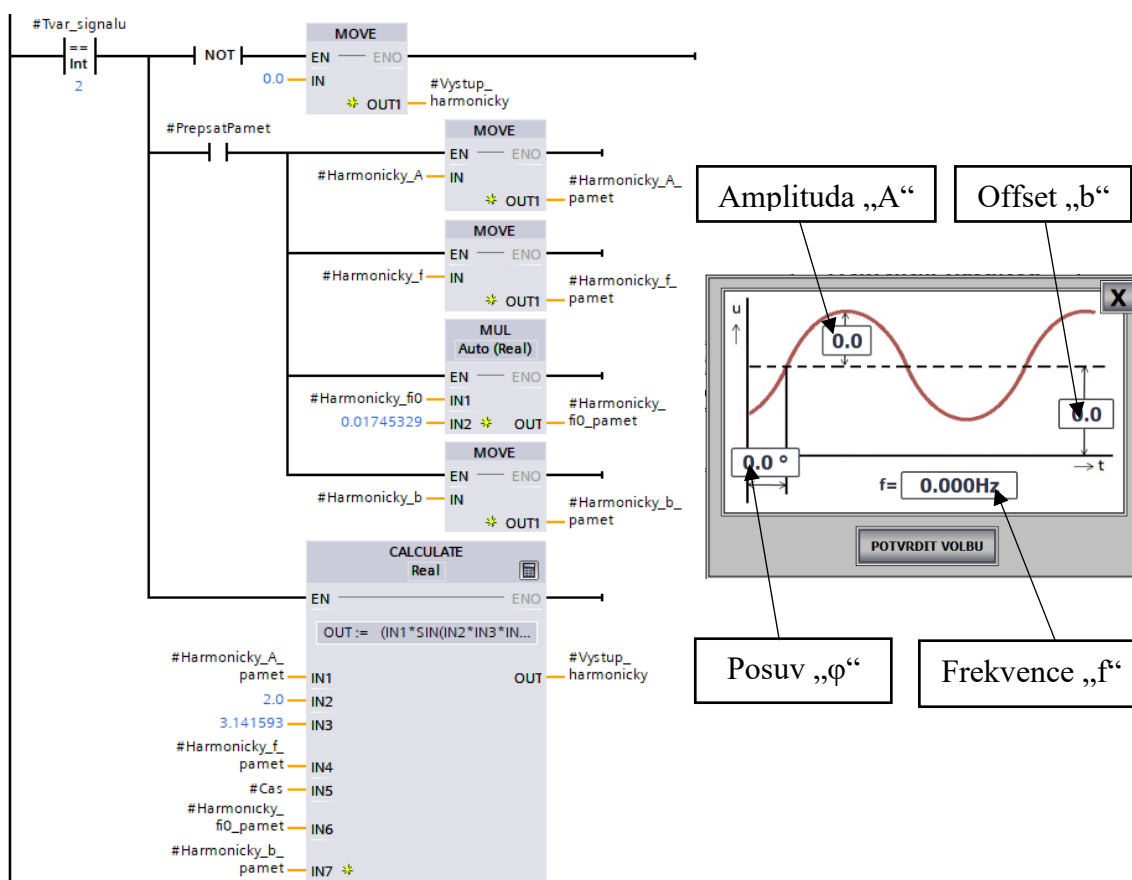 #Tvar_signalu
==
Int
2
NOT
MOVE
EN ENO
0.0 IN
OUT1
#Vystup_
harmonicky
#PrepsatPamet
MOVE
EN ENO
#Harmonicky_A IN
OUT1
#Harmonicky_A_
pamet
MOVE
EN ENO
#Harmonicky_f IN
OUT1
#Harmonicky_f_
pamet
MUL
Auto (Real)
EN ENO
#Harmonicky_fi0 IN1
0.01745329 IN2 OUT
#Harmonicky_
fi0_pamet
MOVE
EN ENO
#Harmonicky_b IN
OUT1
#Harmonicky_b_
pamet
CALCULATE
Real
EN ENO
OUT := (IN1*SIN(IN2*IN3*IN...
#Harmonicky_A_
pamet IN1
OUT
#Vystup_
harmonicky
2.0 IN2
3.141593 IN3
#Harmonicky_f_
pamet IN4
#Cas IN5
#Harmonicky_
fi0_pamet IN6
#Harmonicky_b_
pamet IN7
Amplituda „A“
Offset „b“
X
u
0.0
0.0
0.0 °
t
f= 0.000Hz
POTVRDIT VOLBU
Posuv „φ“
Frekvence „f“